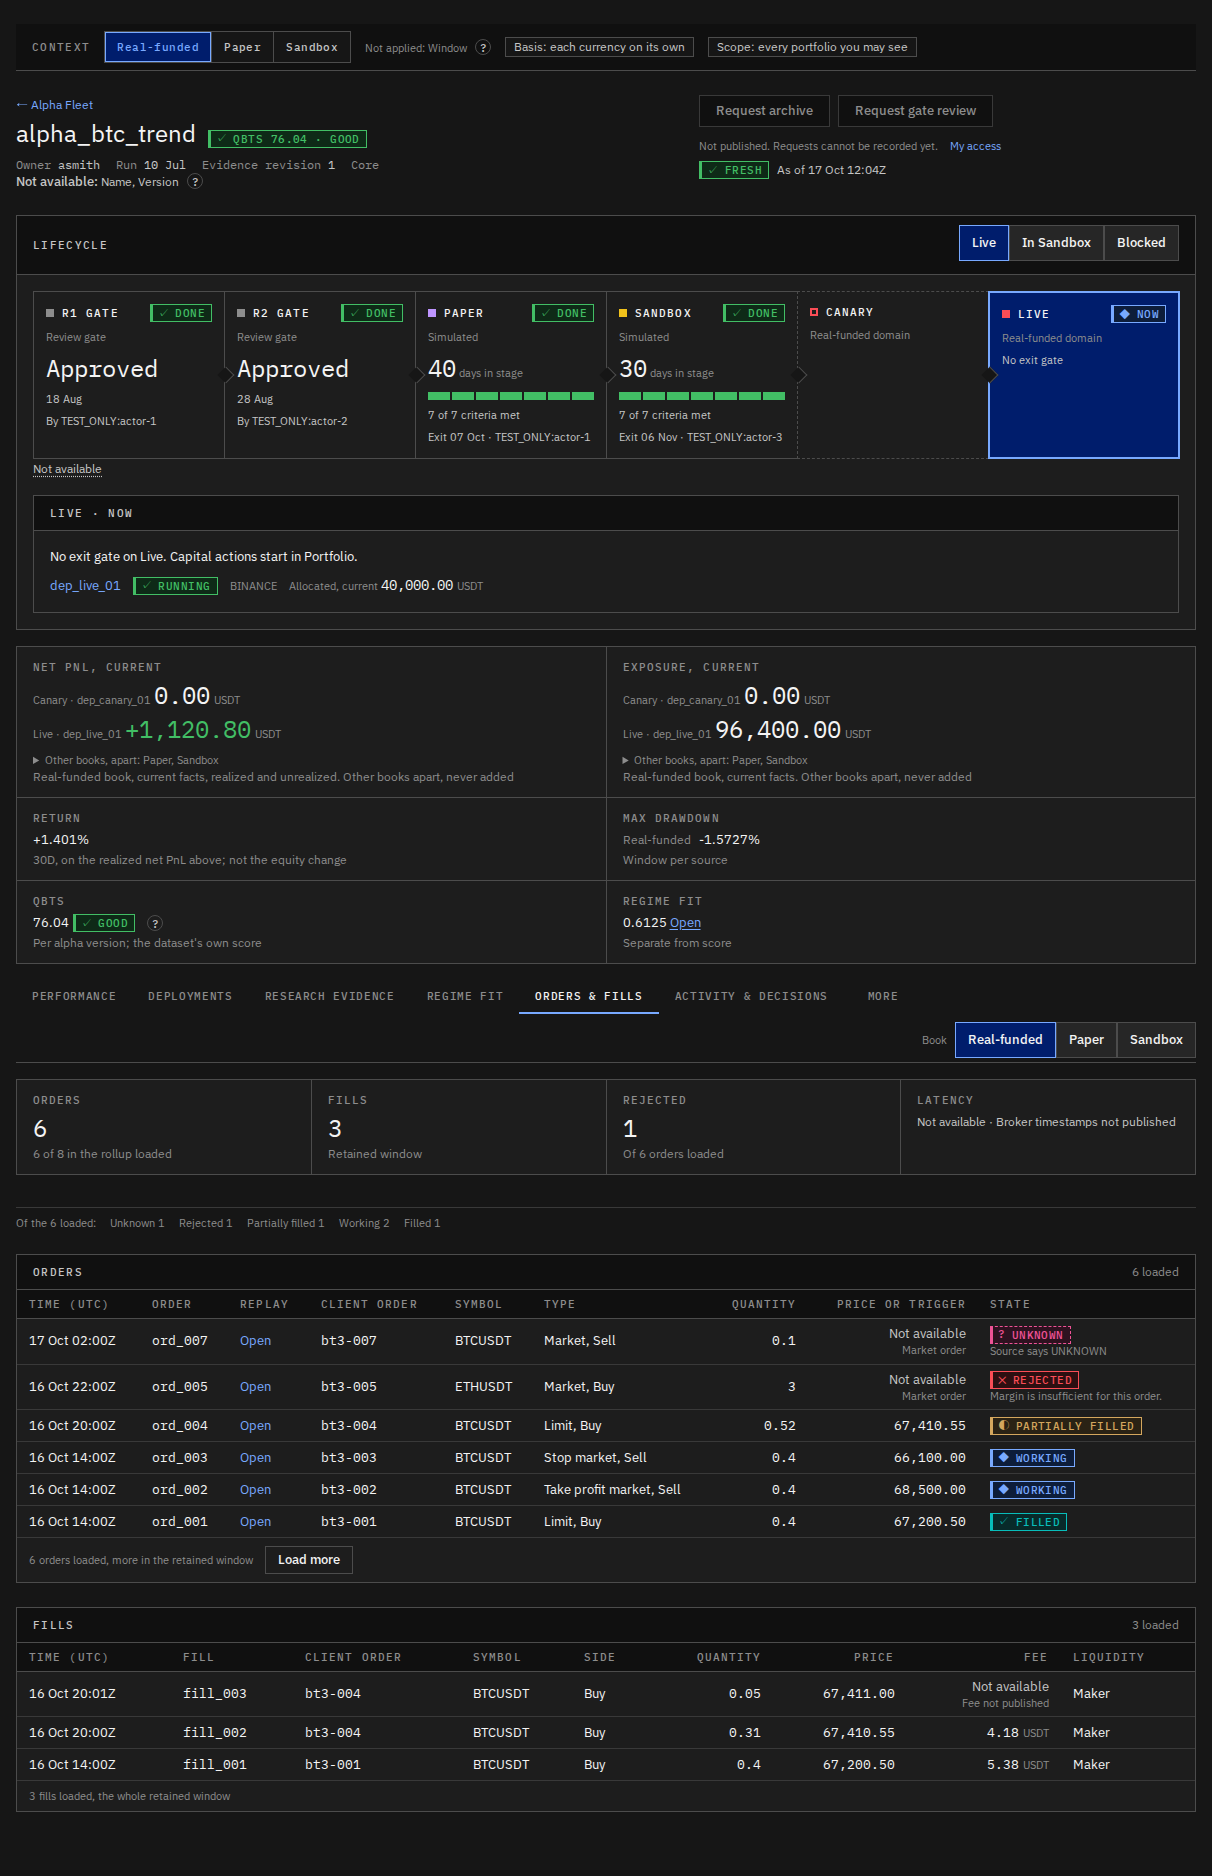 CONTEXT Real-funded Paper Sandbox Not applied: Window ? Basis: each currency on its own Scope: every portfolio you may see
← Alpha Fleet
alpha_btc_trend ✓ QBTS 76.04 · GOOD
Owner asmith Run 10 Jul Evidence revision 1 Core
Not available: Name, Version ?
Request archive Request gate review
Not published. Requests cannot be recorded yet. My access
✓ FRESH As of 17 Oct 12:04Z
LIFECYCLE Live In Sandbox Blocked
R1 GATE ✓ DONE
Review gate
Approved
18 Aug
By TEST_ONLY:actor-1
R2 GATE ✓ DONE
Review gate
Approved
28 Aug
By TEST_ONLY:actor-2
PAPER ✓ DONE
Simulated
40 days in stage
7 of 7 criteria met
Exit 07 Oct · TEST_ONLY:actor-1
SANDBOX ✓ DONE
Simulated
30 days in stage
7 of 7 criteria met
Exit 06 Nov · TEST_ONLY:actor-3
CANARY
Real-funded domain
LIVE ◆ NOW
Real-funded domain
No exit gate
Not available
LIVE · NOW
No exit gate on Live. Capital actions start in Portfolio.
dep_live_01 ✓ RUNNING BINANCE Allocated, current 40,000.00 USDT
NET PNL, CURRENT
Canary · dep_canary_01 0.00 USDT
Live · dep_live_01 +1,120.80 USDT
▶ Other books, apart: Paper, Sandbox
Real-funded book, current facts, realized and unrealized. Other books apart, never added
EXPOSURE, CURRENT
Canary · dep_canary_01 0.00 USDT
Live · dep_live_01 96,400.00 USDT
▶ Other books, apart: Paper, Sandbox
Real-funded book, current facts. Other books apart, never added
RETURN
+1.401%
30D, on the realized net PnL above; not the equity change
MAX DRAWDOWN
Real-funded -1.5727%
Window per source
QBTS
76.04 ✓ GOOD ?
Per alpha version; the dataset's own score
REGIME FIT
0.6125 Open
Separate from score
PERFORMANCE DEPLOYMENTS RESEARCH EVIDENCE REGIME FIT ORDERS & FILLS ACTIVITY & DECISIONS MORE
Book Real-funded Paper Sandbox
ORDERS
6
6 of 8 in the rollup loaded
FILLS
3
Retained window
REJECTED
1
Of 6 orders loaded
LATENCY
Not available · Broker timestamps not published
Of the 6 loaded: Unknown 1 Rejected 1 Partially filled 1 Working 2 Filled 1
ORDERS 6 loaded
TIME (UTC) ORDER REPLAY CLIENT ORDER SYMBOL TYPE QUANTITY PRICE OR TRIGGER STATE
17 Oct 02:00Z ord_007 Open bt3-007 BTCUSDT Market, Sell 0.1 Not available ? UNKNOWN
Market order Source says UNKNOWN
16 Oct 22:00Z ord_005 Open bt3-005 ETHUSDT Market, Buy 3 Not available × REJECTED
Market order Margin is insufficient for this order.
16 Oct 20:00Z ord_004 Open bt3-004 BTCUSDT Limit, Buy 0.52 67,410.55 ◐ PARTIALLY FILLED
16 Oct 14:00Z ord_003 Open bt3-003 BTCUSDT Stop market, Sell 0.4 66,100.00 ◆ WORKING
16 Oct 14:00Z ord_002 Open bt3-002 BTCUSDT Take profit market, Sell 0.4 68,500.00 ◆ WORKING
16 Oct 14:00Z ord_001 Open bt3-001 BTCUSDT Limit, Buy 0.4 67,200.50 ✓ FILLED
6 orders loaded, more in the retained window Load more
FILLS 3 loaded
TIME (UTC) FILL CLIENT ORDER SYMBOL SIDE QUANTITY PRICE FEE LIQUIDITY
16 Oct 20:01Z fill_003 bt3-004 BTCUSDT Buy 0.05 67,411.00 Not available Maker
Fee not published
16 Oct 20:00Z fill_002 bt3-004 BTCUSDT Buy 0.31 67,410.55 4.18 USDT Maker
16 Oct 14:00Z fill_001 bt3-001 BTCUSDT Buy 0.4 67,200.50 5.38 USDT Maker
3 fills loaded, the whole retained window